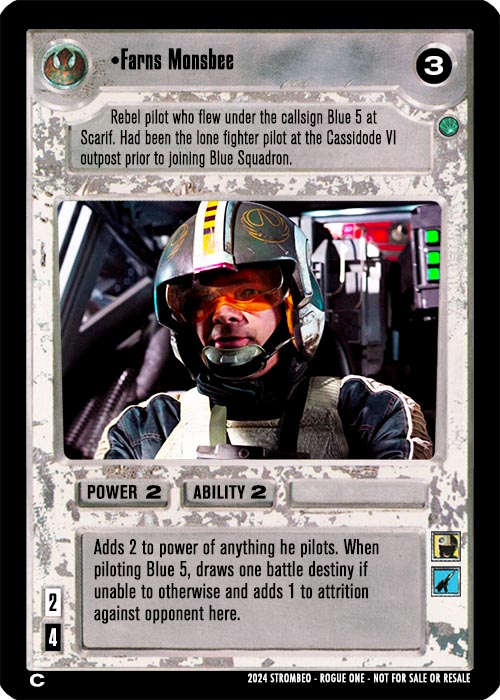 •Farns Monsbee
3
Rebel pilot who flew under the callsign Blue 5 at
Scarif. Had been the lone fighter pilot at the Cassidode VI
outpost prior to joining Blue Squadron.
POWER 2 ABILITY 2
Adds 2 to power of anything he pilots. When
piloting Blue 5, draws one battle destiny if
unable to otherwise and adds 1 to attrition
against opponent here.
2
4
C
2024 STROMBEO - ROGUE ONE - NOT FOR SALE OR RESALE